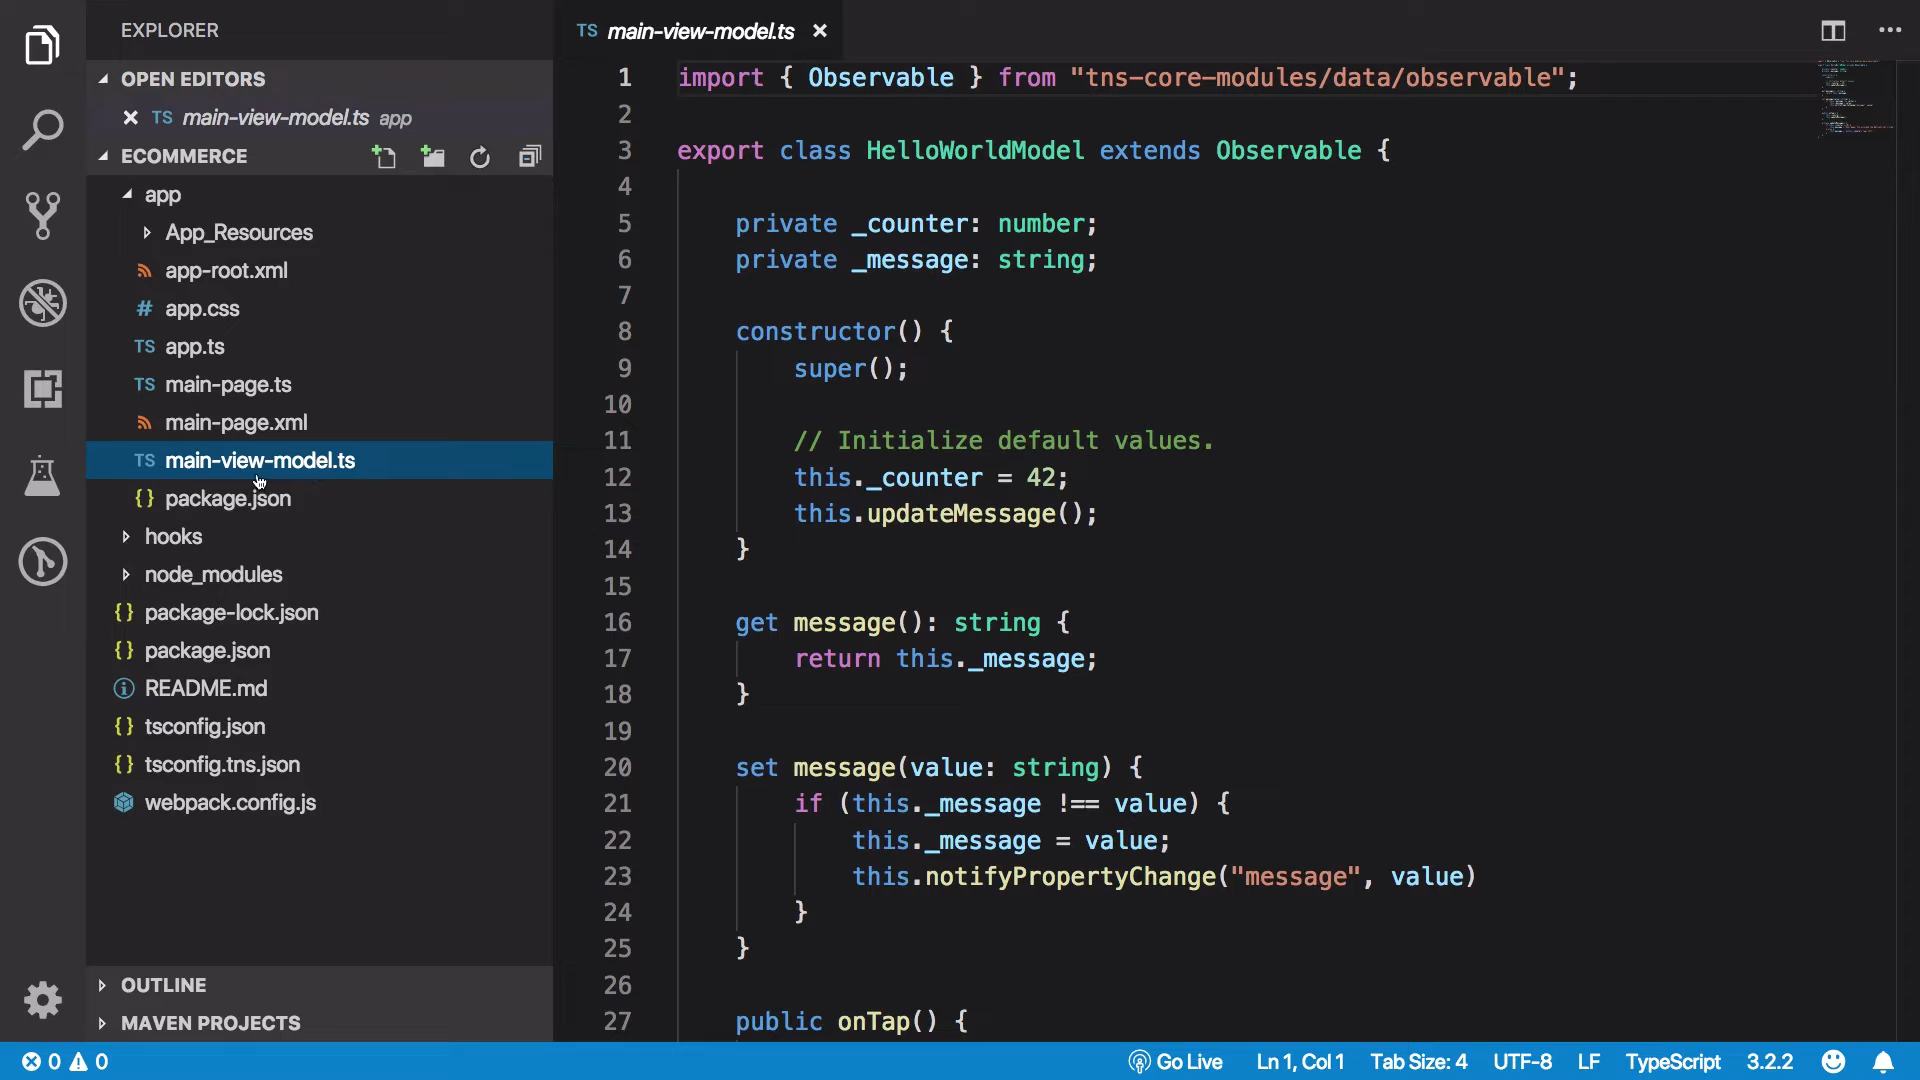 EXPLORER
OPEN EDITORS
TS main-view-model.ts app
ECOMMERCE
app
App_Resources
app-root.xml
# app.css
TS app.ts
TS main-page.ts
main-page.xml
TS main-view-model.ts
{} package.json
hooks
node_modules
{} package-lock.json
{} package.json
README.md
{} tsconfig.json
{} tsconfig.tns.json
webpack.config.js
OUTLINE
MAVEN PROJECTS
TS main-view-model.ts
1 import { Observable } from "tns-core-modules/data/observable";
2
3 export class HelloWorldModel extends Observable {
4
5 private _counter: number;
6 private _message: string;
7
8 constructor() {
9 super();
10
11 // Initialize default values.
12 this._counter = 42;
13 this.updateMessage();
14 }
15
16 get message(): string {
17 return this._message;
18 }
19
20 set message(value: string) {
21 if (this._message !== value) {
22 this._message = value;
23 this.notifyPropertyChange("message", value)
24 }
25 }
26
27 public onTap() {
0 0 Go Live Ln 1, Col 1 Tab Size: 4 UTF-8 LF TypeScript 3.2.2